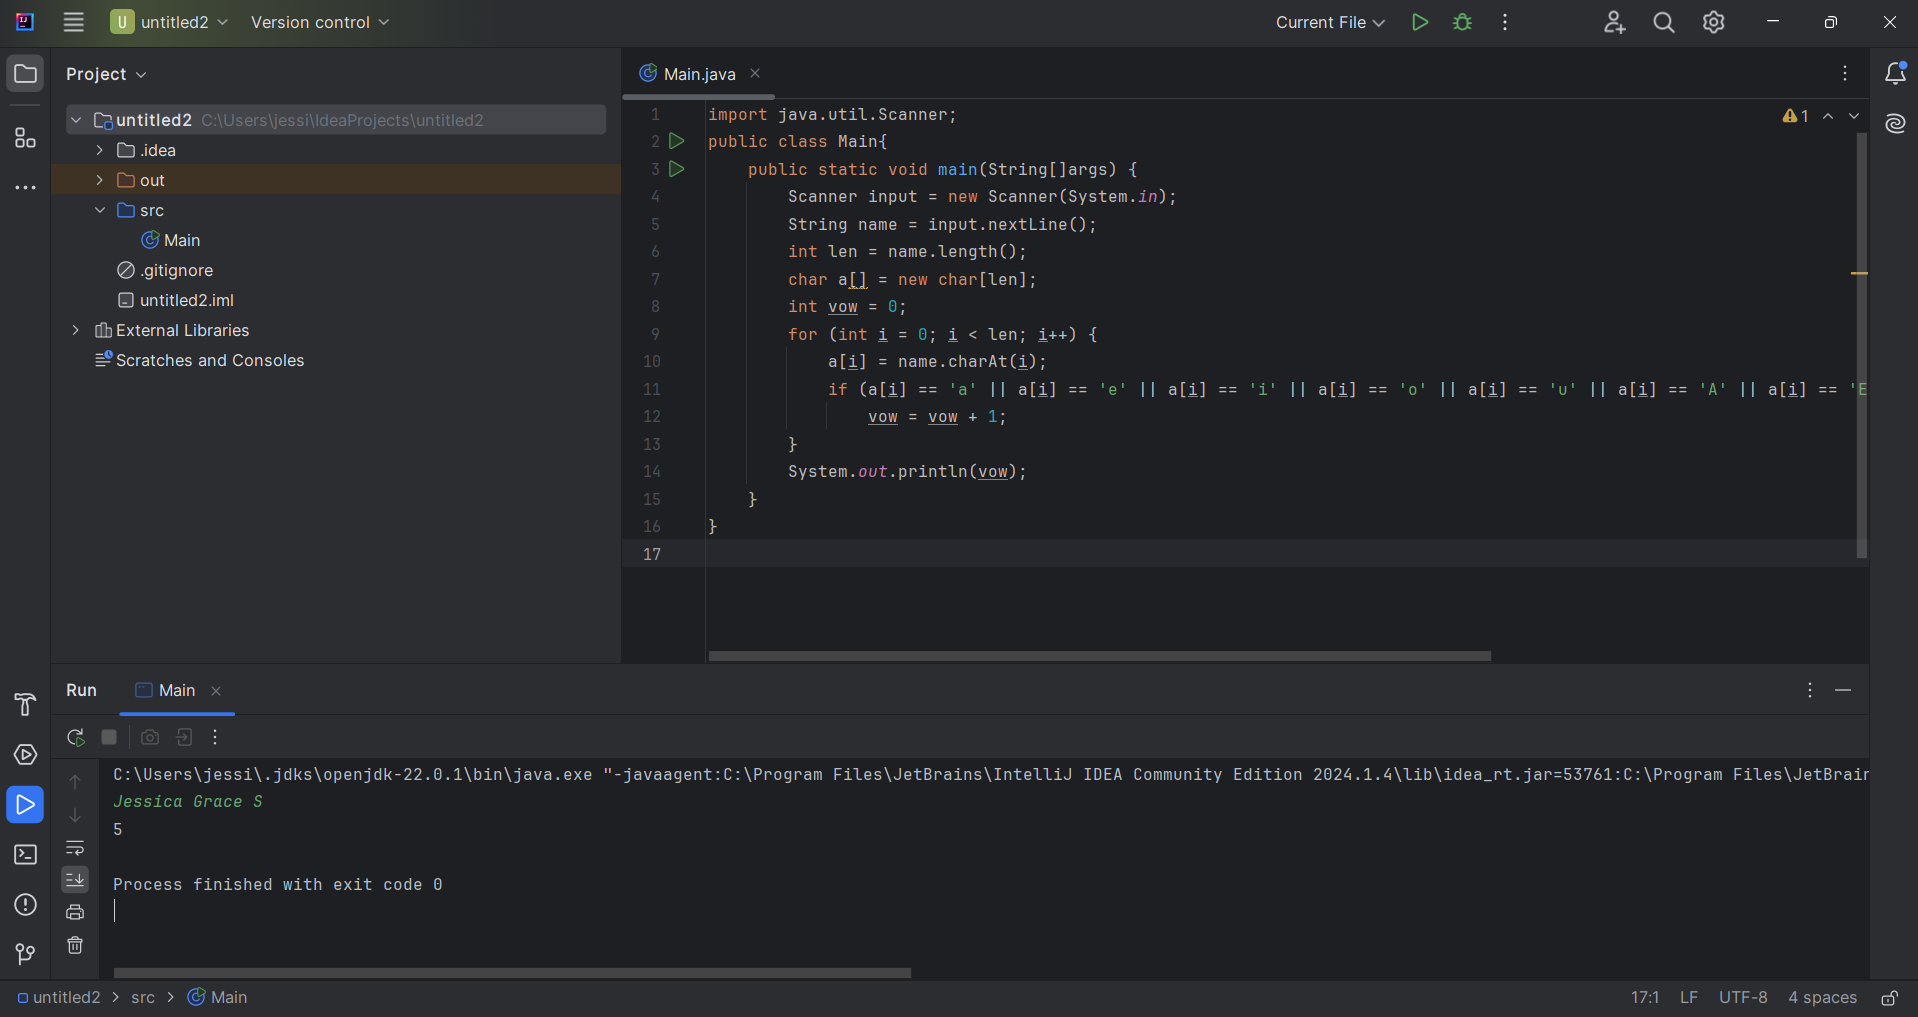 U untitled2 Version control Current File
Project
untitled2 C:\Users\jessi\IdeaProjects\untitled2
.idea
out
src
Main
.gitignore
untitled2.iml
External Libraries
Scratches and Consoles
Main.java
1 import java.util.Scanner;
2 public class Main{
3 public static void main(String[]args) {
4 Scanner input = new Scanner(System.in);
5 String name = input.nextLine();
6 int len = name.length();
7 char a[] = new char[len];
8 int vow = 0;
9 for (int i = 0; i < len; i++) {
10 a[i] = name.charAt(i);
11 if (a[i] == 'a' || a[i] == 'e' || a[i] == 'i' || a[i] == 'o' || a[i] == 'u' || a[i] == 'A' || a[i] == 'E
12 vow = vow + 1;
13 }
14 System.out.println(vow);
15 }
16 }
17
1
Run Main
C:\Users\jessi\.jdks\openjdk-22.0.1\bin\java.exe "-javaagent:C:\Program Files\JetBrains\IntelliJ IDEA Community Edition 2024.1.4\lib\idea_rt.jar=53761:C:\Program Files\JetBrain
Jessica Grace S
5
Process finished with exit code 0
untitled2 > src > Main 17:1 LF UTF-8 4 spaces